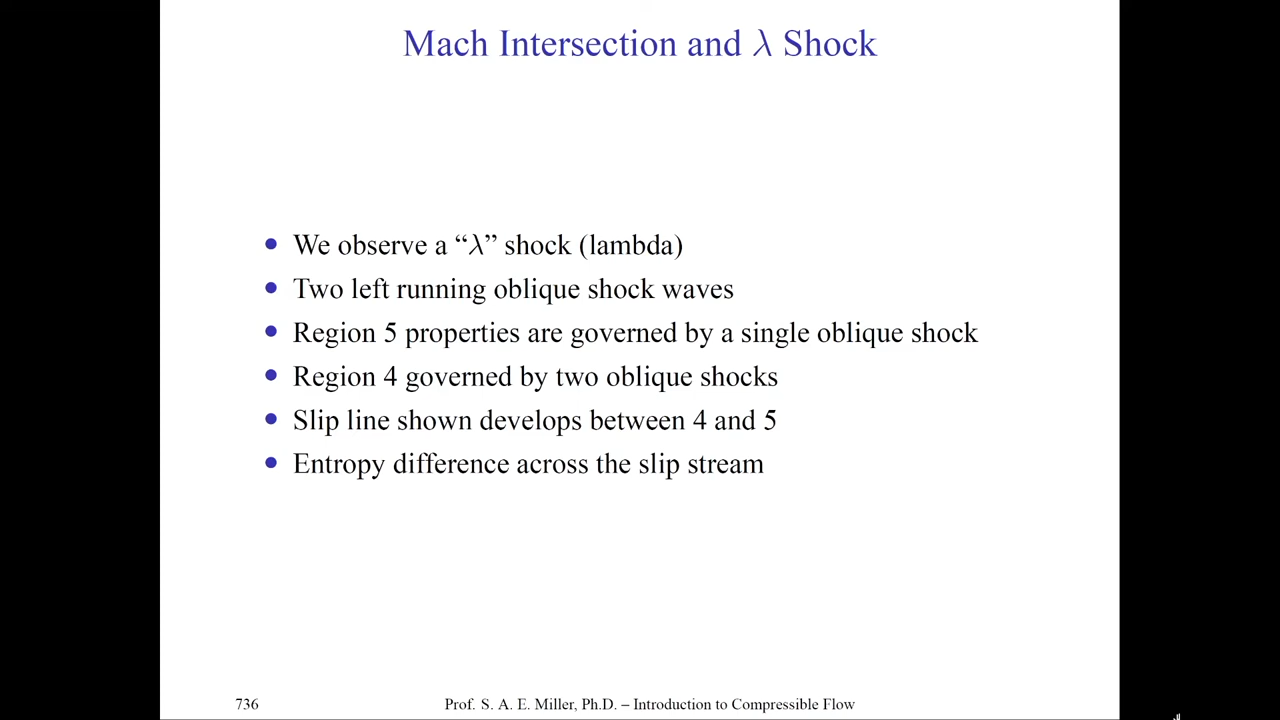 Mach Intersection and λ Shock
• We observe a “λ” shock (lambda)
• Two left running oblique shock waves
• Region 5 properties are governed by a single oblique shock
• Region 4 governed by two oblique shocks
• Slip line shown develops between 4 and 5
• Entropy difference across the slip stream
736 Prof. S. A. E. Miller, Ph.D. – Introduction to Compressible Flow